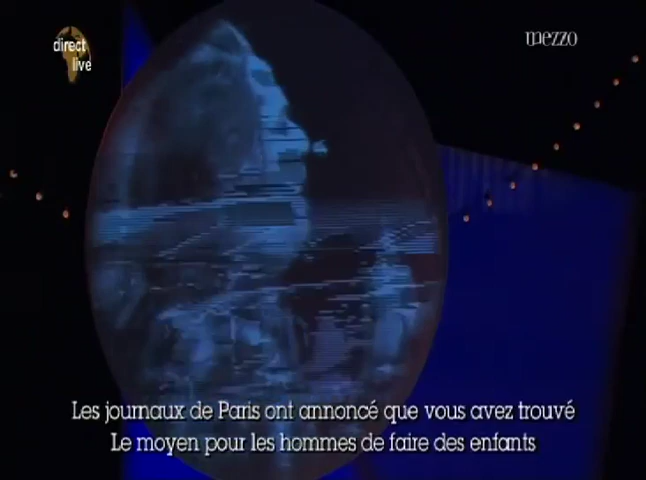 direct
live
mezzo
Les journaux de Paris ont annoncé que vous avez trouvé
Le moyen pour les hommes de faire des enfants